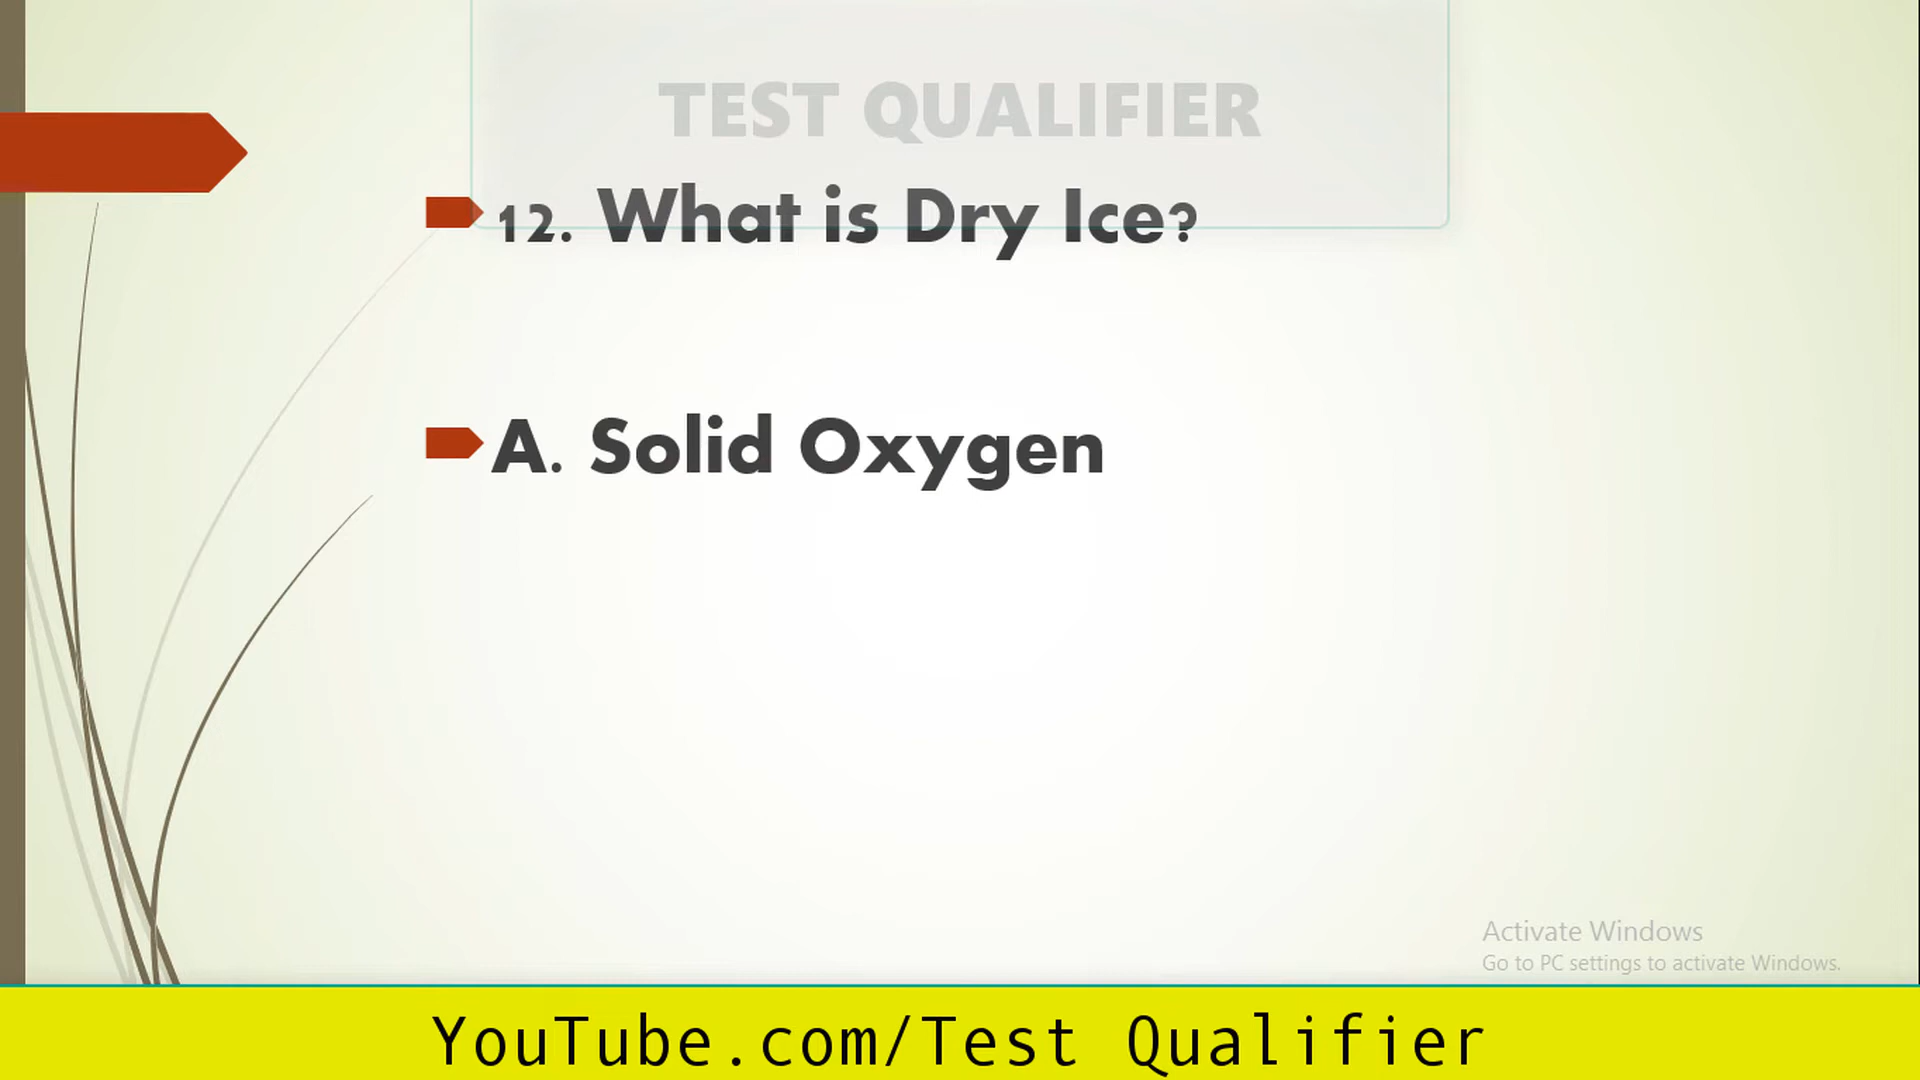 TEST QUALIFIER
12. What is Dry Ice?
A. Solid Oxygen
Activate Windows
Go to PC settings to activate Windows.
YouTube.com/Test Qualifier